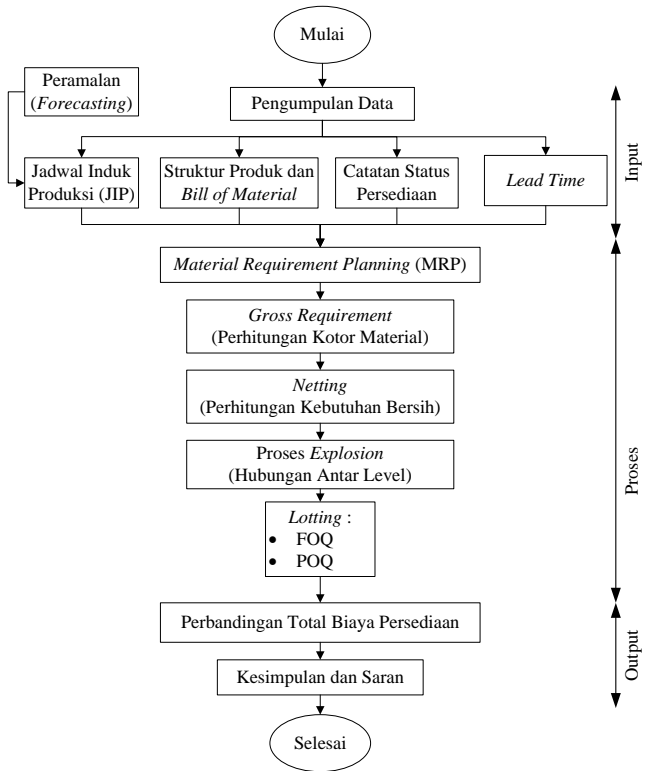 Mulai
Peramalan
(Forecasting)
Pengumpulan Data
Jadwal Induk
Produksi (JIP)
Struktur Produk dan
Bill of Material
Catatan Status
Persediaan
Lead Time
Input
Material Requirement Planning (MRP)
Gross Requirement
(Perhitungan Kotor Material)
Netting
(Perhitungan Kebutuhan Bersih)
Proses Explosion
(Hubungan Antar Level)
Lotting :
• FOQ
• POQ
Proses
Perbandingan Total Biaya Persediaan
Kesimpulan dan Saran
Output
Selesai